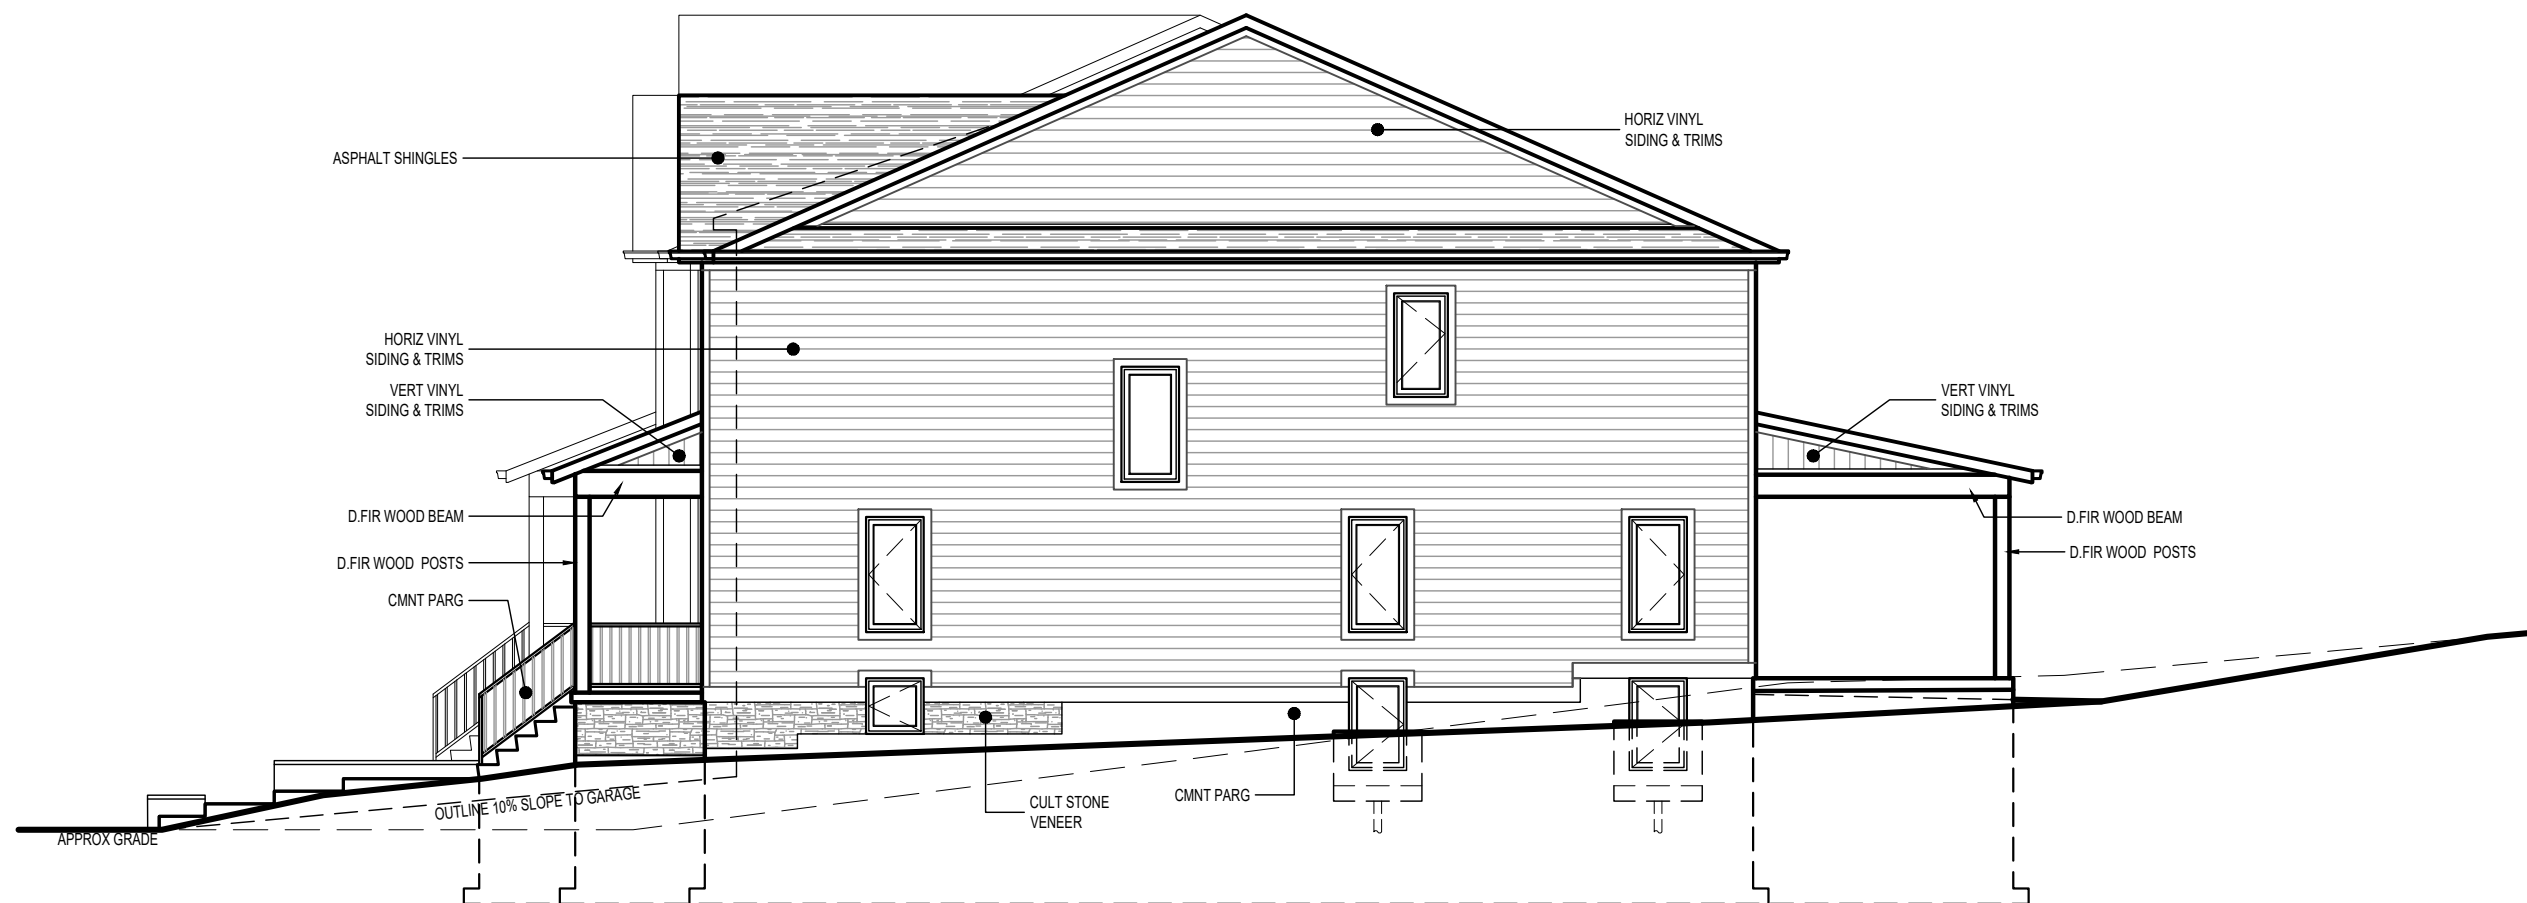 HORIZ VINYL
SIDING & TRIMS
ASPHALT SHINGLES
HORIZ VINYL
SIDING & TRIMS
VERT VINYL
SIDING & TRIMS
VERT VINYL
SIDING & TRIMS
D.FIR WOOD BEAM
D.FIR WOOD BEAM
D.FIR WOOD POSTS
D.FIR WOOD POSTS
CMNT PARG
OUTLINE 10% SLOPE TO GARAGE
CULT STONE
VENEER
CMNT PARG
APPROX GRADE